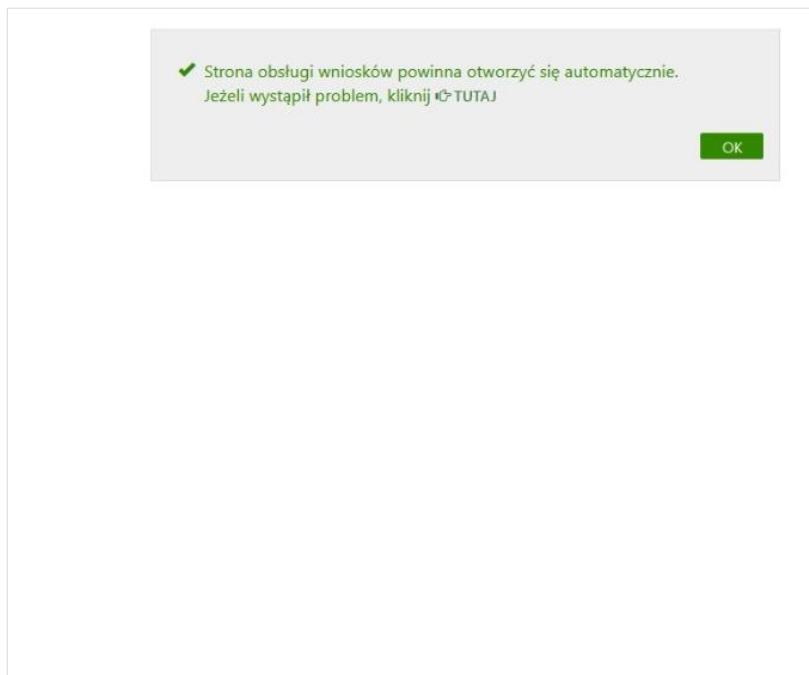 Strona obsługi wniosków powinna otworzyć się automatycznie.
Jeżeli wystąpił problem, kliknij TUTAJ
OK